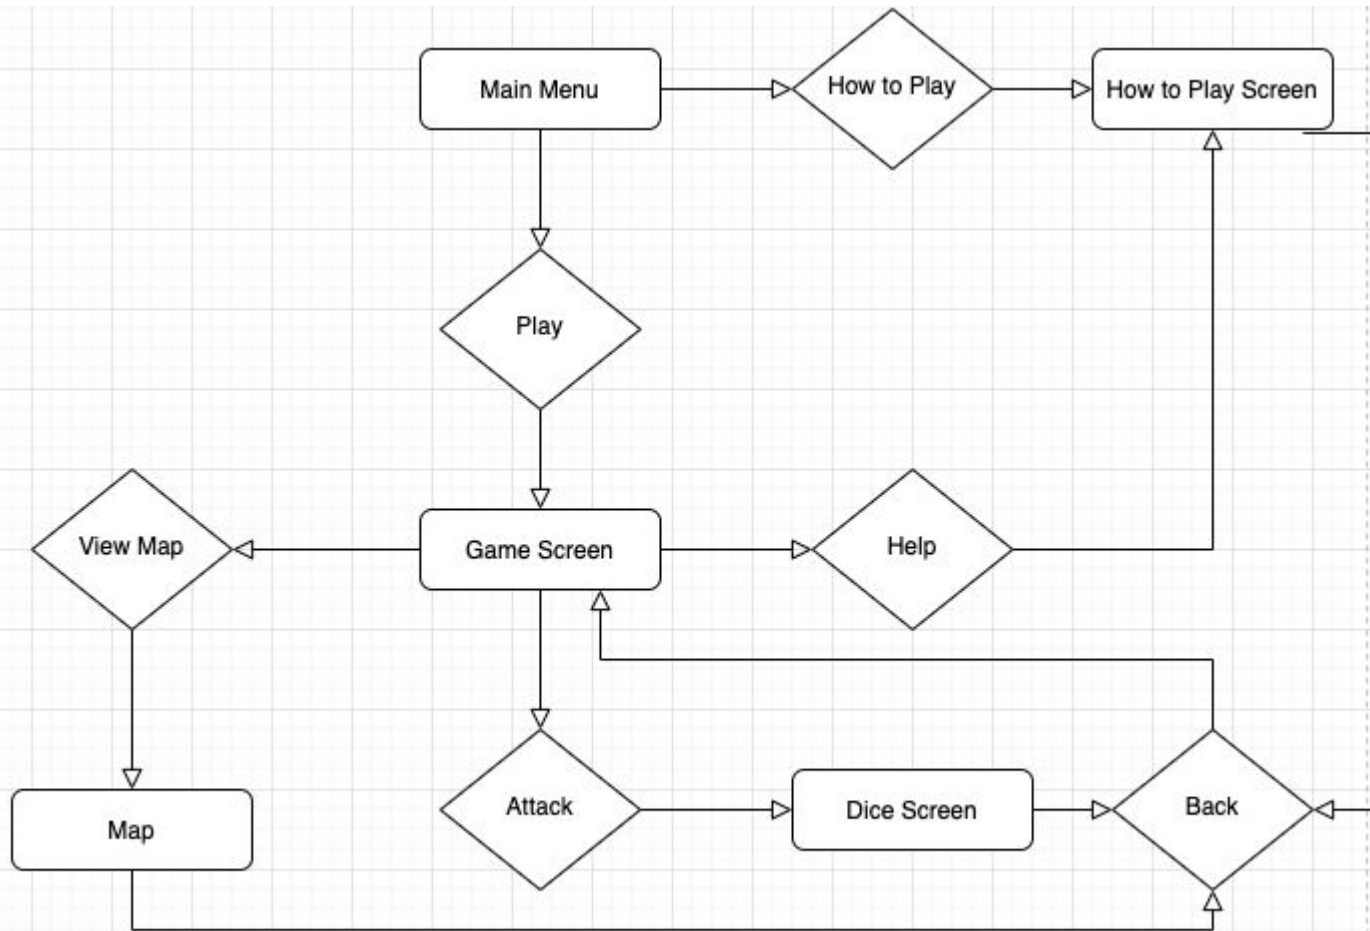 Main Menu
How to Play
How to Play Screen
Play
View Map
Game Screen
Help
Map
Attack
Dice Screen
Back